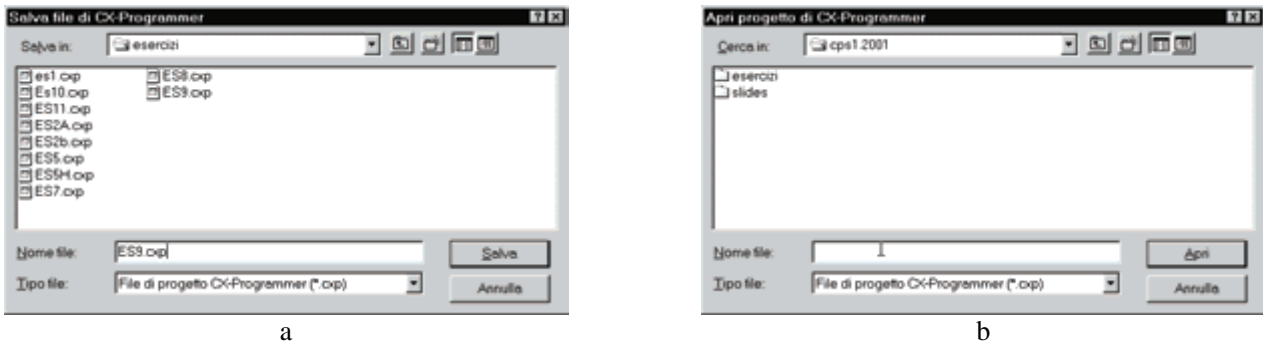 Salva file di CX-Programmer
Salva in: esercizi
es1.cxp
Es10.cxp
ES11.cxp
ES2A.cxp
ES2b.cxp
ES5.cxp
ES5H.cxp
ES7.cxp
ES8.cxp
ES9.cxp
Nome file: ES9.cxp Salva
Tipo file: File di progetto CX-Programmer (*.cxp) Annulla
a
Apri progetto di CX-Programmer
Cerca in: cps1.2001
esercizi
slides
Nome file: Apri
Tipo file: File di progetto CX-Programmer (*.cxp) Annulla
b